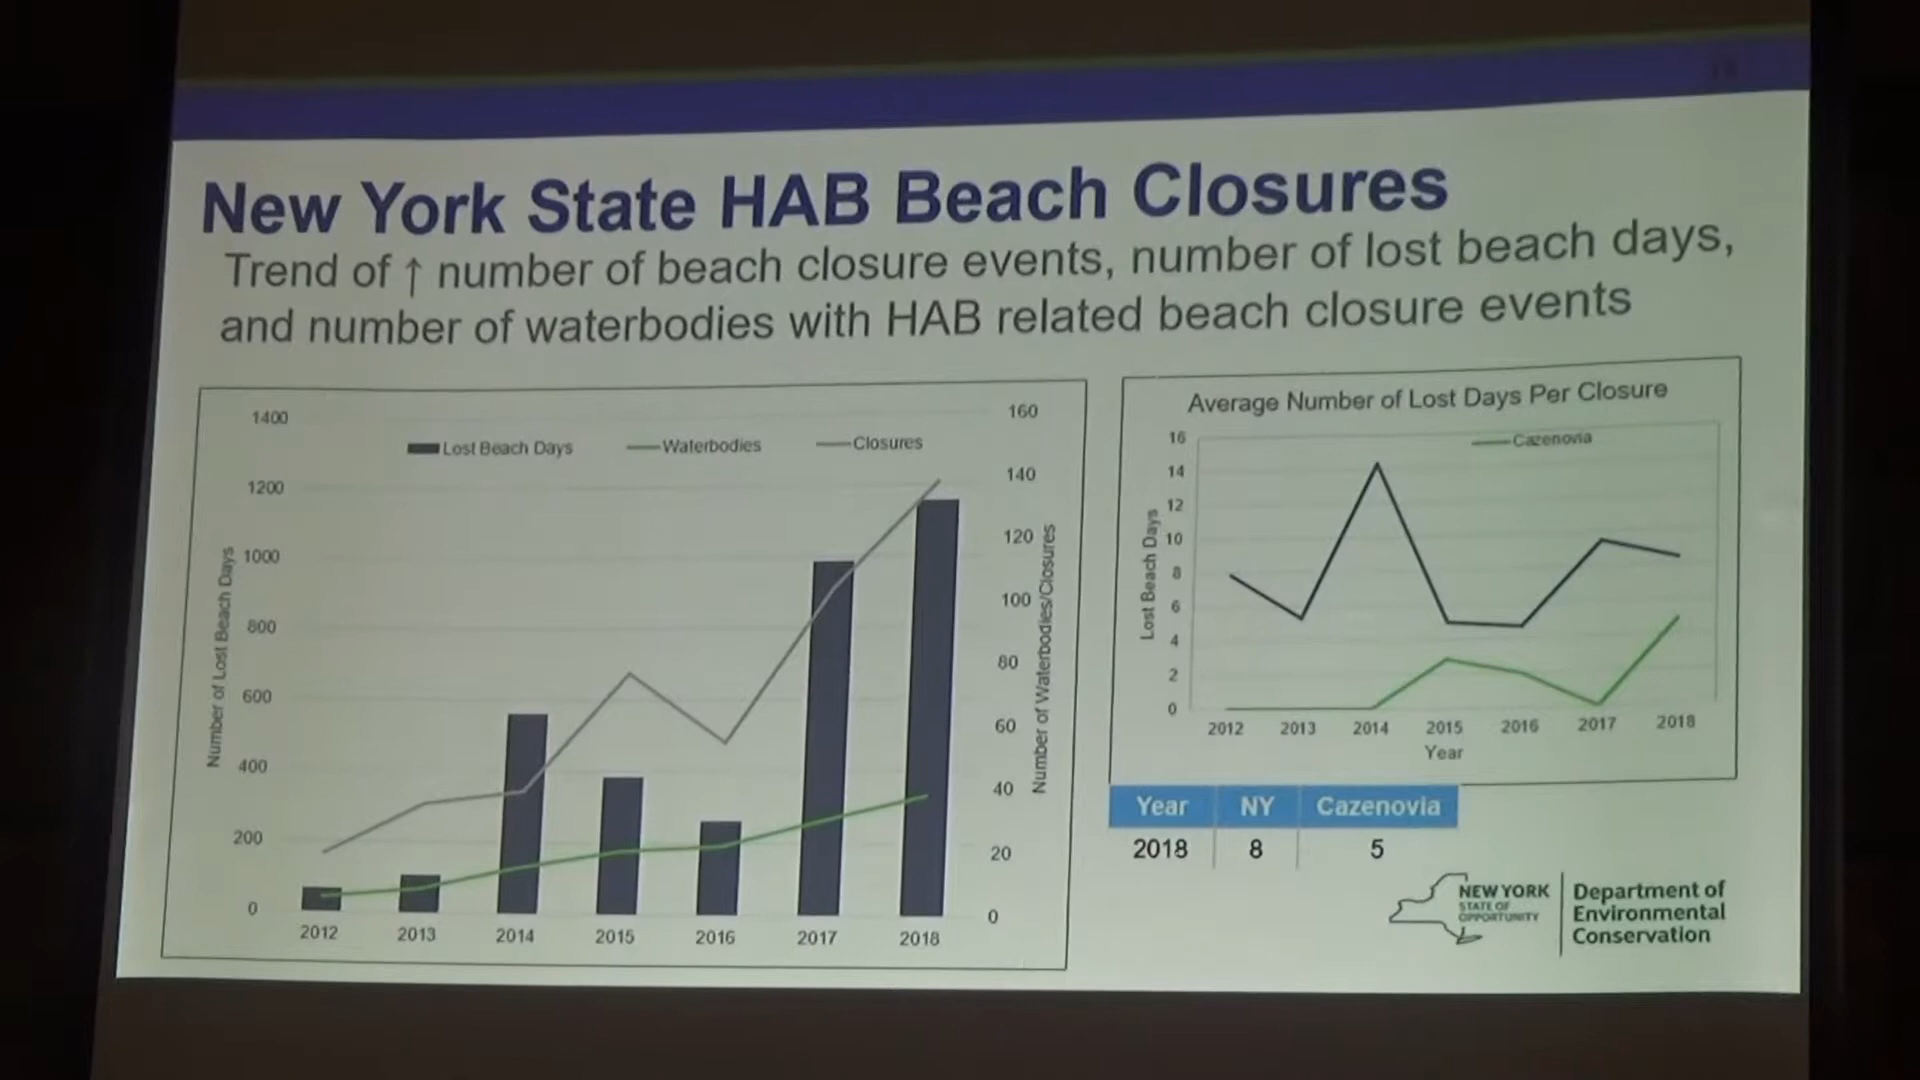 New York State HAB Beach Closures
Trend of ↑ number of beach closure events, number of lost beach days,
and number of waterbodies with HAB related beach closure events
Lost Beach Days
Waterbodies
Closures
Number of Lost Beach Days
1400
1200
1000
800
600
400
200
0
160
140
120
100
80
60
40
20
0
Number of Waterbodies/Closures
2012 2013 2014 2015 2016 2017 2018
Average Number of Lost Days Per Closure
Cazenovia
Lost Beach Days
16
14
12
10
8
6
4
2
0
2012 2013 2014 2015 2016 2017 2018
Year
Year NY Cazenovia
2018 8 5
NEW YORK
STATE OF
OPPORTUNITY
Department of
Environmental
Conservation